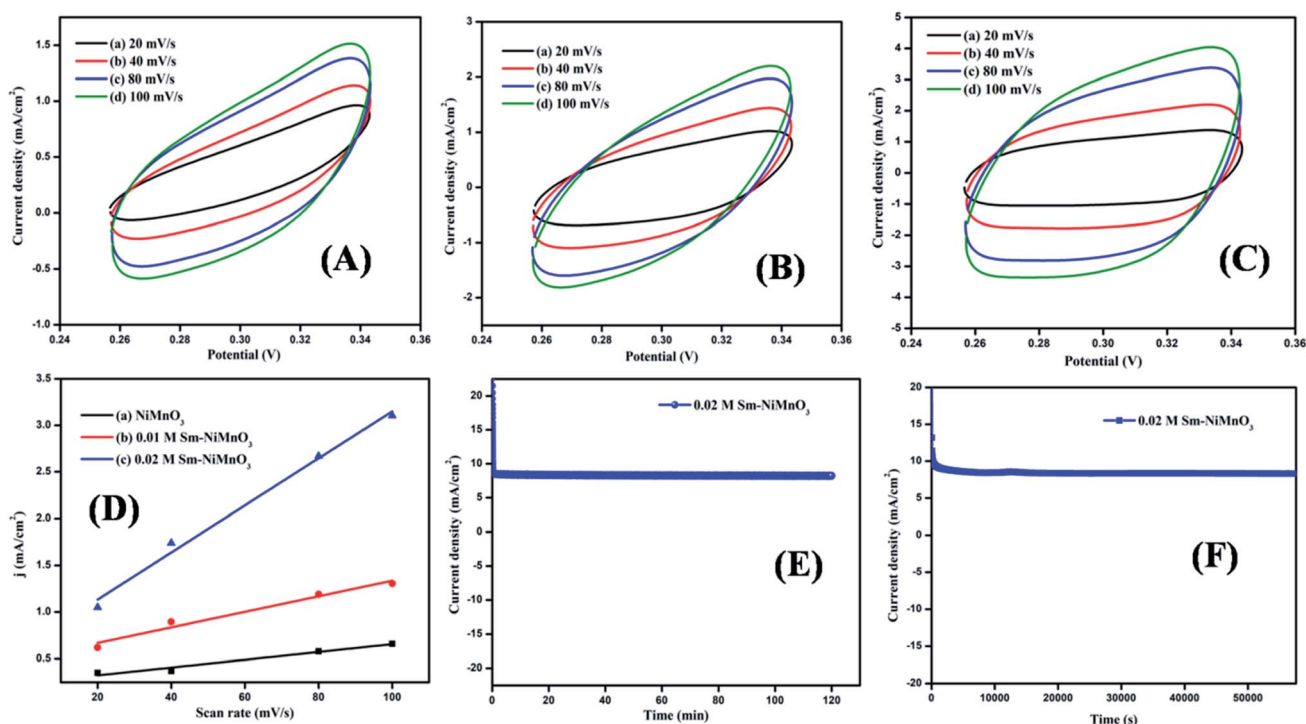 (a) 20 mV/s
(b) 40 mV/s
(c) 80 mV/s
(d) 100 mV/s
1.5
1.0
0.5
0.0
-0.5
-1.0
Current density (mA/cm²)
(A)
0.24 0.26 0.28 0.30 0.32 0.34 0.36
Potential (V)
(a) 20 mV/s
(b) 40 mV/s
(c) 80 mV/s
(d) 100 mV/s
3
2
1
0
-1
-2
Current density (mA/cm²)
(B)
0.24 0.26 0.28 0.30 0.32 0.34 0.36
Potential (V)
(a) 20 mV/s
(b) 40 mV/s
(c) 80 mV/s
(d) 100 mV/s
5
4
3
2
1
0
-1
-2
-3
-4
-5
Current density (mA/cm²)
(C)
0.24 0.26 0.28 0.30 0.32 0.34 0.36
Potential (V)
(a) NiMnO₃
(b) 0.01 M Sm-NiMnO₃
(c) 0.02 M Sm-NiMnO₃
3.5
3.0
2.5
2.0
1.5
1.0
0.5
j (mA/cm²)
(D)
20 40 60 80 100
Scan rate (mV/s)
0.02 M Sm-NiMnO₃
20
15
10
5
0
-5
-10
-15
-20
Current density (mA/cm²)
(E)
0 20 40 60 80 100 120
Time (min)
0.02 M Sm-NiMnO₃
20
15
10
5
0
-5
-10
-15
-20
Current density (mA/cm²)
(F)
0 10000 20000 30000 40000 50000
Time (s)